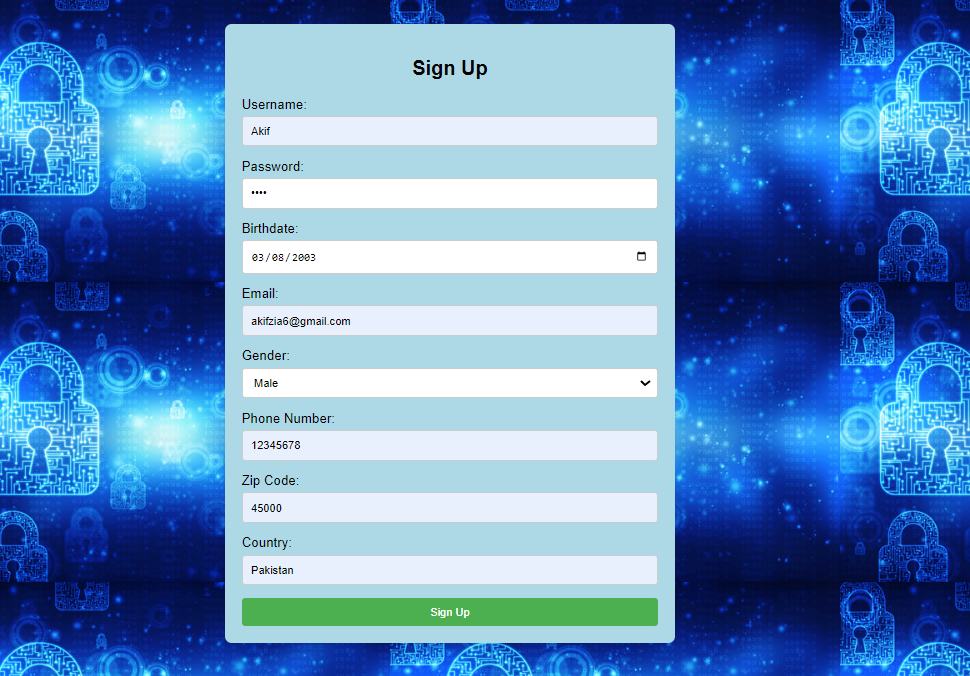 Sign Up
Username:
Akif
Password:
••••
Birthdate:
03/08/2003
Email:
akifzia6@gmail.com
Gender:
Male
Phone Number:
12345678
Zip Code:
45000
Country:
Pakistan
Sign Up